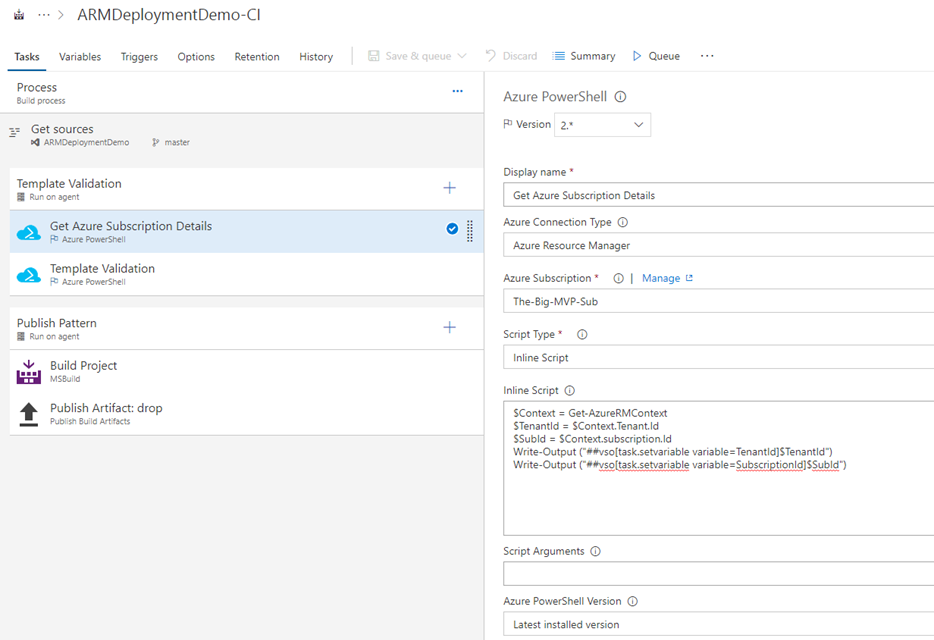 ARMDeploymentDemo-CI
Tasks Variables Triggers Options Retention History Save & queue Discard Summary Queue
Process
Build process
Get sources
ARMDeploymentDemo master
Template Validation
Run on agent
Get Azure Subscription Details
Azure PowerShell
Template Validation
Azure PowerShell
Publish Pattern
Run on agent
Build Project
MSBuild
Publish Artifact: drop
Publish Build Artifacts
Azure PowerShell
Version 2.*
Display name *
Get Azure Subscription Details
Azure Connection Type
Azure Resource Manager
Azure Subscription * | Manage
The-Big-MVP-Sub
Script Type *
Inline Script
Inline Script
$Context = Get-AzureRMContext
$TenantId = $Context.Tenant.Id
$SubId = $Context.subscription.Id
Write-Output ("##vso[task.setvariable variable=TenantId]$TenantId")
Write-Output ("##vso[task.setvariable variable=SubscriptionId]$SubId")
Script Arguments
Azure PowerShell Version
Latest installed version